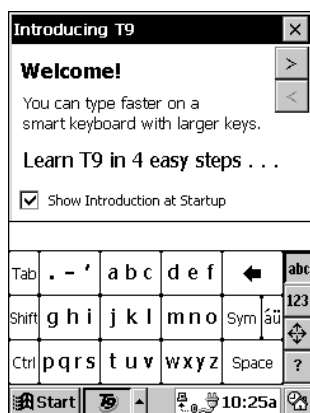 Introducing T9
Welcome!
>
<
You can type faster on a
smart keyboard with larger keys.
Learn T9 in 4 easy steps . . .
Show Introduction at Startup
Tab . - ' a b c d e f abc
Shift g h i j k l m n o Sym áü 123
Ctrl p q r s t u v w x y z Space ?
Start 10:25a